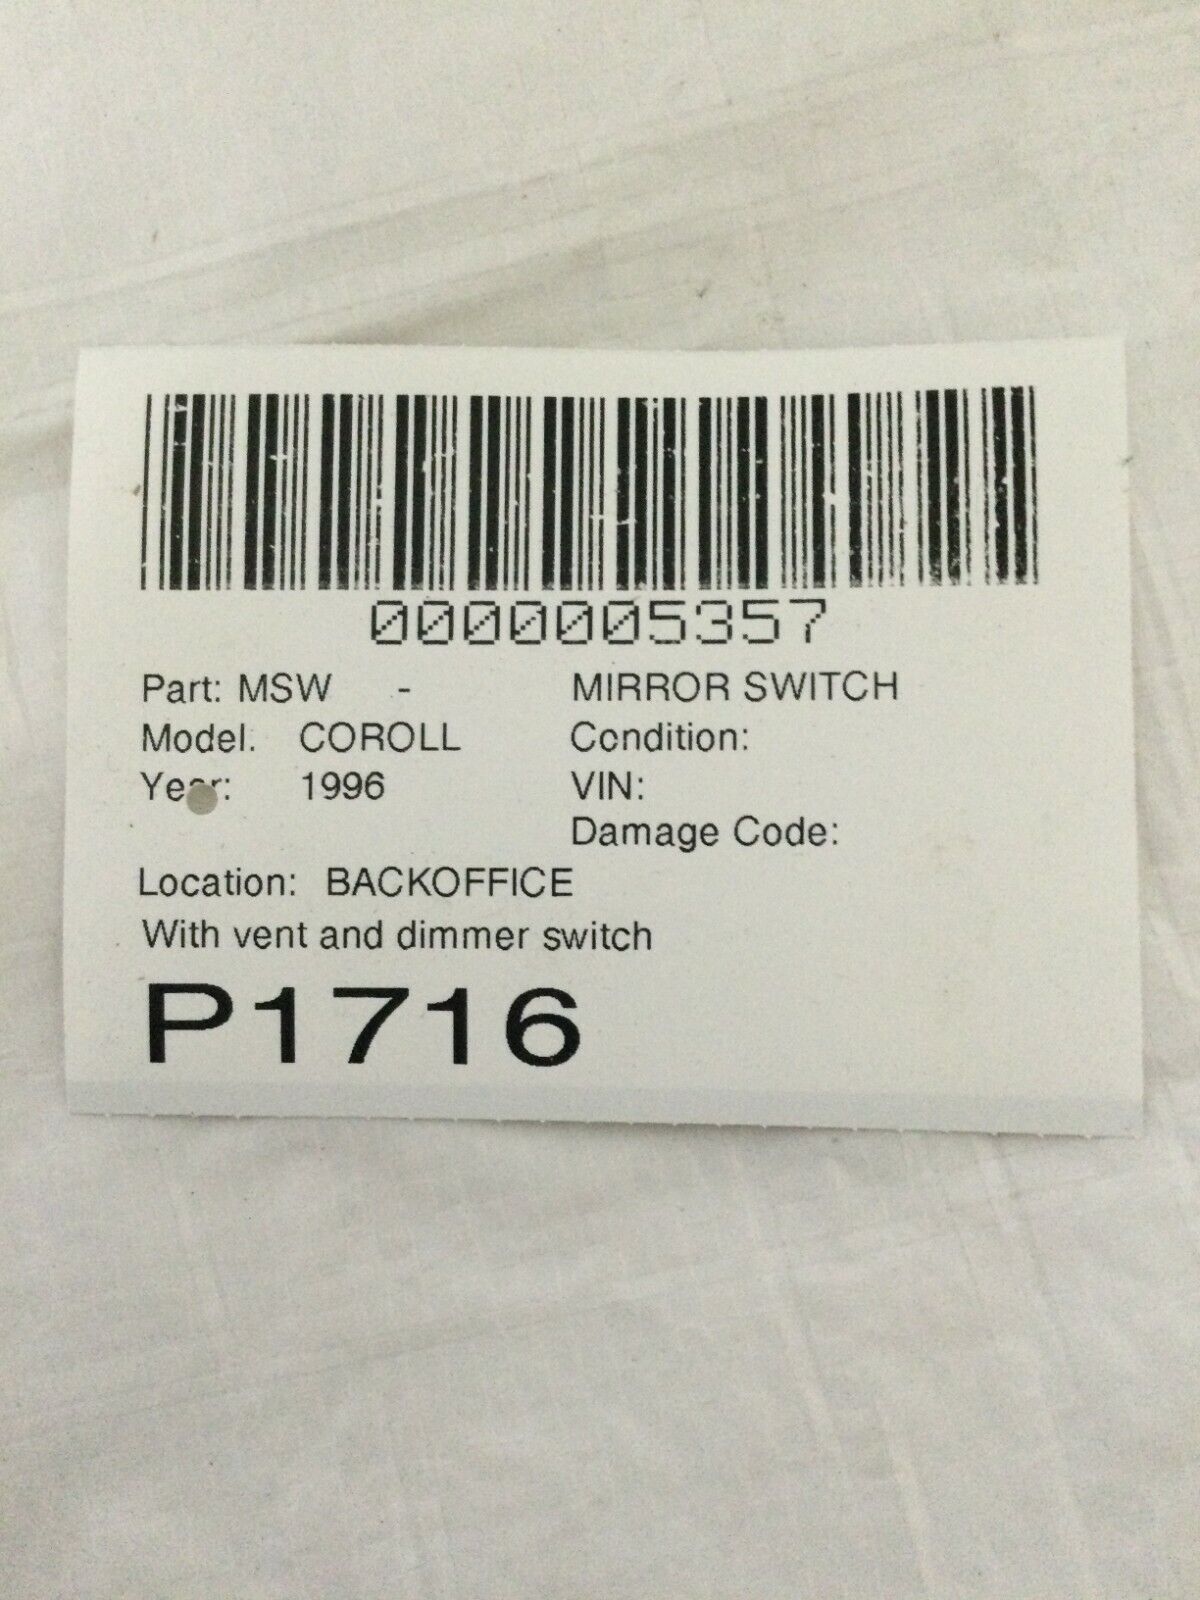 0000005357
Part: MSW - MIRROR SWITCH
Model. COROLL Condition:
Year: 1996 VIN:
Damage Code:
Location: BACKOFFICE
With vent and dimmer switch
P1716